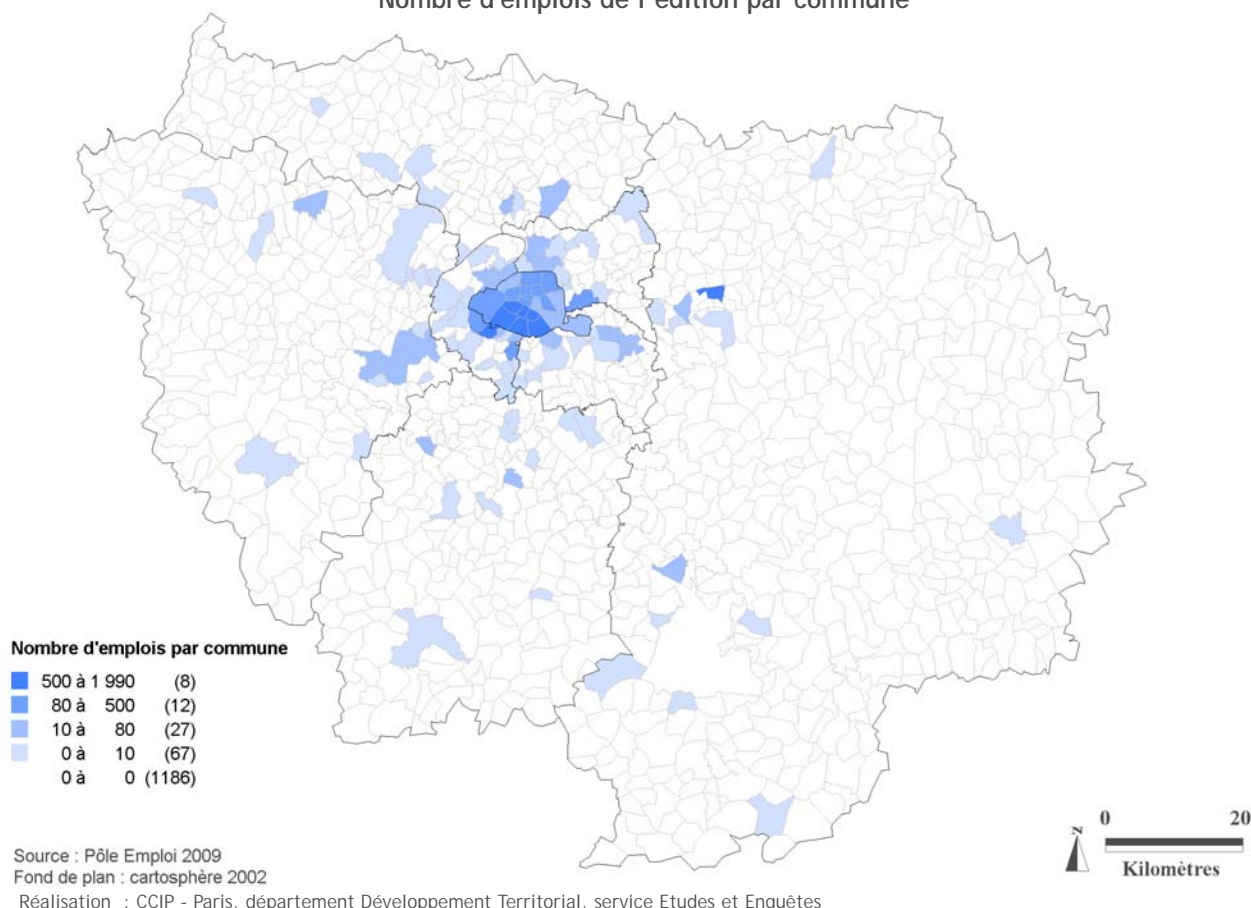 Nombre d'emplois de l'édition par commune
Nombre d'emplois par commune
500 à 1 990 (8)
80 à 500 (12)
10 à 80 (27)
0 à 10 (67)
0 à 0 (1186)
Source : Pôle Emploi 2009
Fond de plan : cartosphère 2002
Réalisation : CCIP - Paris, département Développement Territorial, service Etudes et Enquêtes
N
0 20
Kilomètres